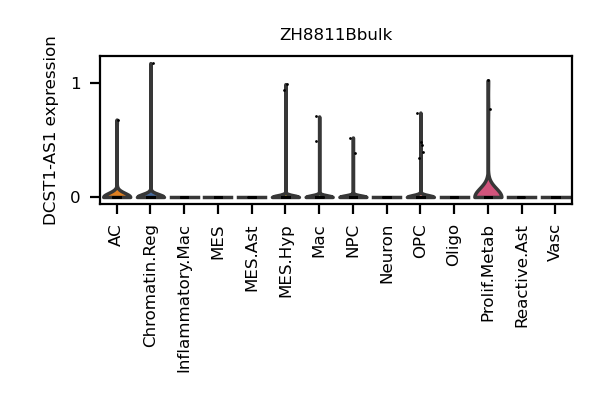 ZH8811Bbulk
DCST1-AS1 expression
1
0
AC
Chromatin.Reg
Inflammatory.Mac
MES
MES.Ast
MES.Hyp
Mac
NPC
Neuron
OPC
Oligo
Prolif.Metab
Reactive.Ast
Vasc